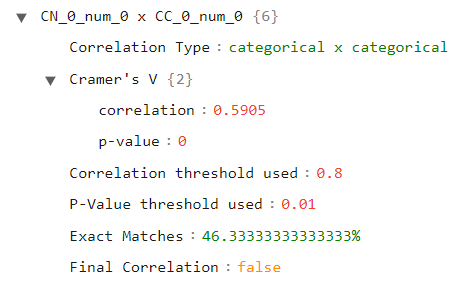 ▼ CN_0_num_0 x CC_0_num_0 {6}
Correlation Type : categorical x categorical
▼ Cramer's V {2}
correlation : 0.5905
p-value : 0
Correlation threshold used : 0.8
P-Value threshold used : 0.01
Exact Matches : 46.33333333333333%
Final Correlation : false